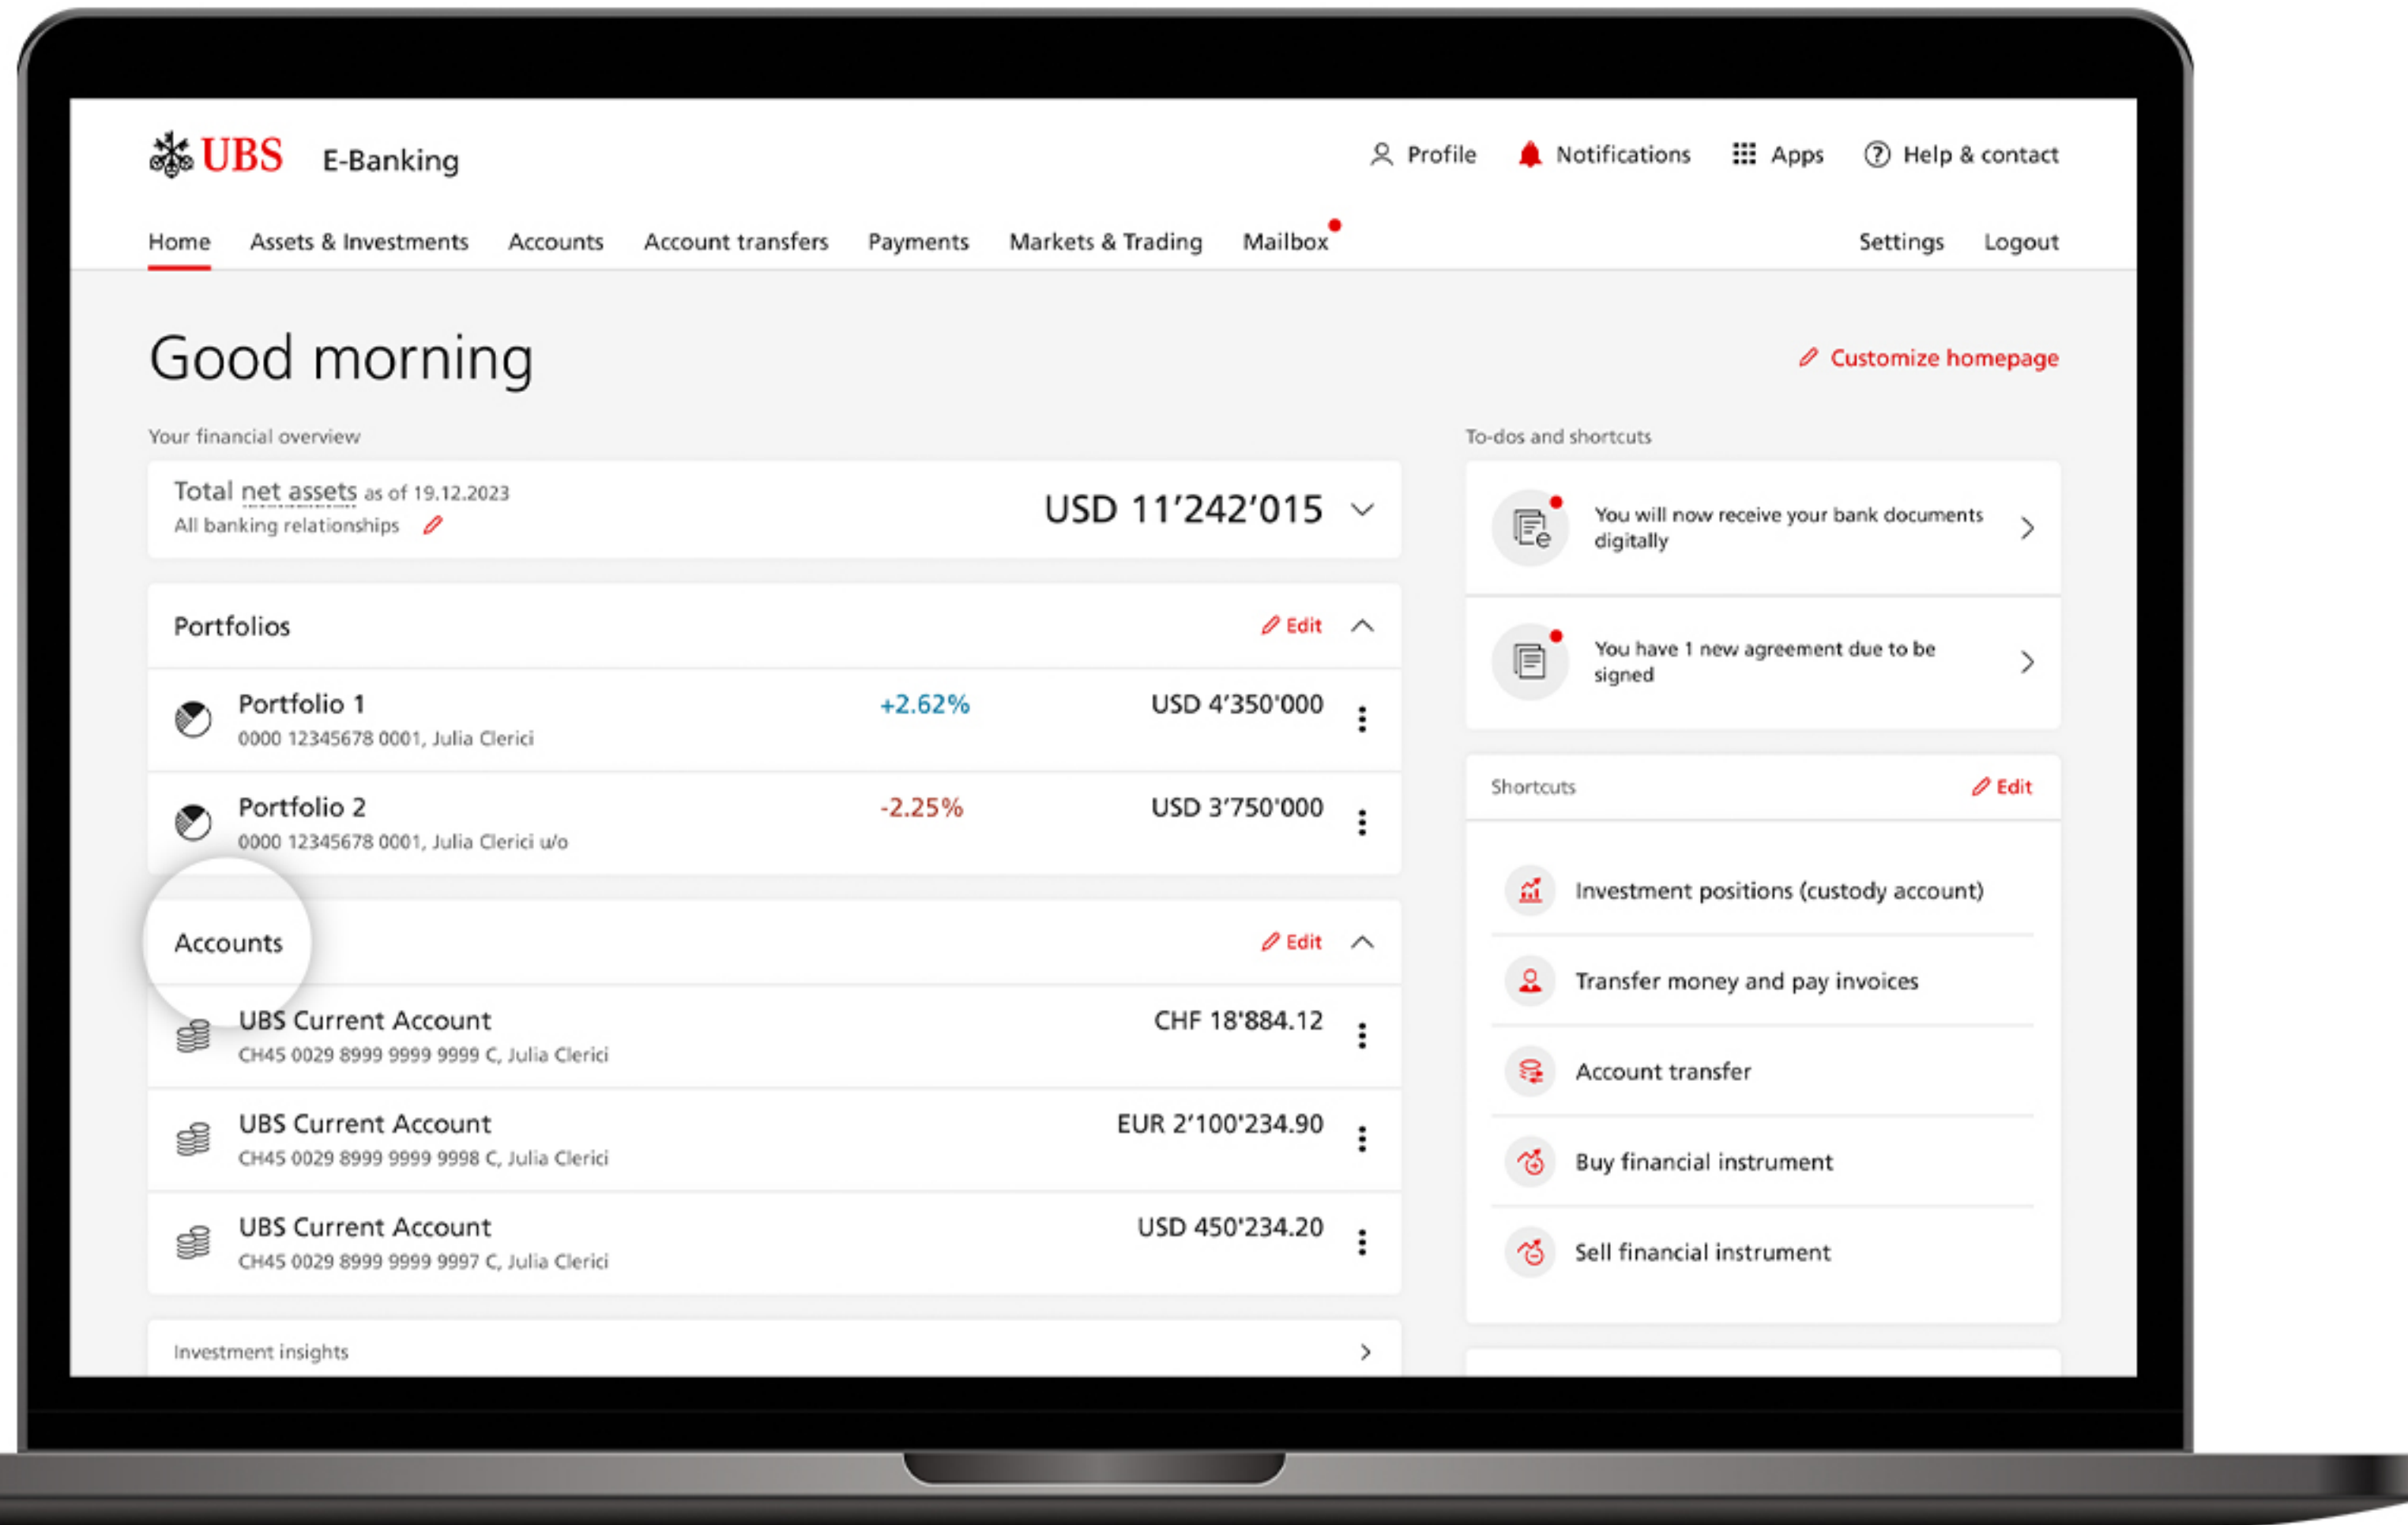 UBS E-Banking
Profile Notifications Apps Help & contact
Home Assets & Investments Accounts Account transfers Payments Markets & Trading Mailbox Settings Logout
Good morning
Customize homepage
Your financial overview
Total net assets as of 19.12.2023
All banking relationships
USD 11’242’015
Portfolios
Edit
Portfolio 1
+2.62%
USD 4’350'000
0000 12345678 0001, Julia Clerici
Portfolio 2
-2.25%
USD 3’750'000
0000 12345678 0001, Julia Clerici u/o
Accounts
Edit
UBS Current Account
CHF 18'884.12
CH45 0029 8999 9999 9999 C, Julia Clerici
UBS Current Account
EUR 2’100'234.90
CH45 0029 8999 9999 9998 C, Julia Clerici
UBS Current Account
USD 450'234.20
CH45 0029 8999 9999 9997 C, Julia Clerici
Investment insights
To-dos and shortcuts
You will now receive your bank documents
digitally
You have 1 new agreement due to be
signed
Shortcuts
Edit
Investment positions (custody account)
Transfer money and pay invoices
Account transfer
Buy financial instrument
Sell financial instrument